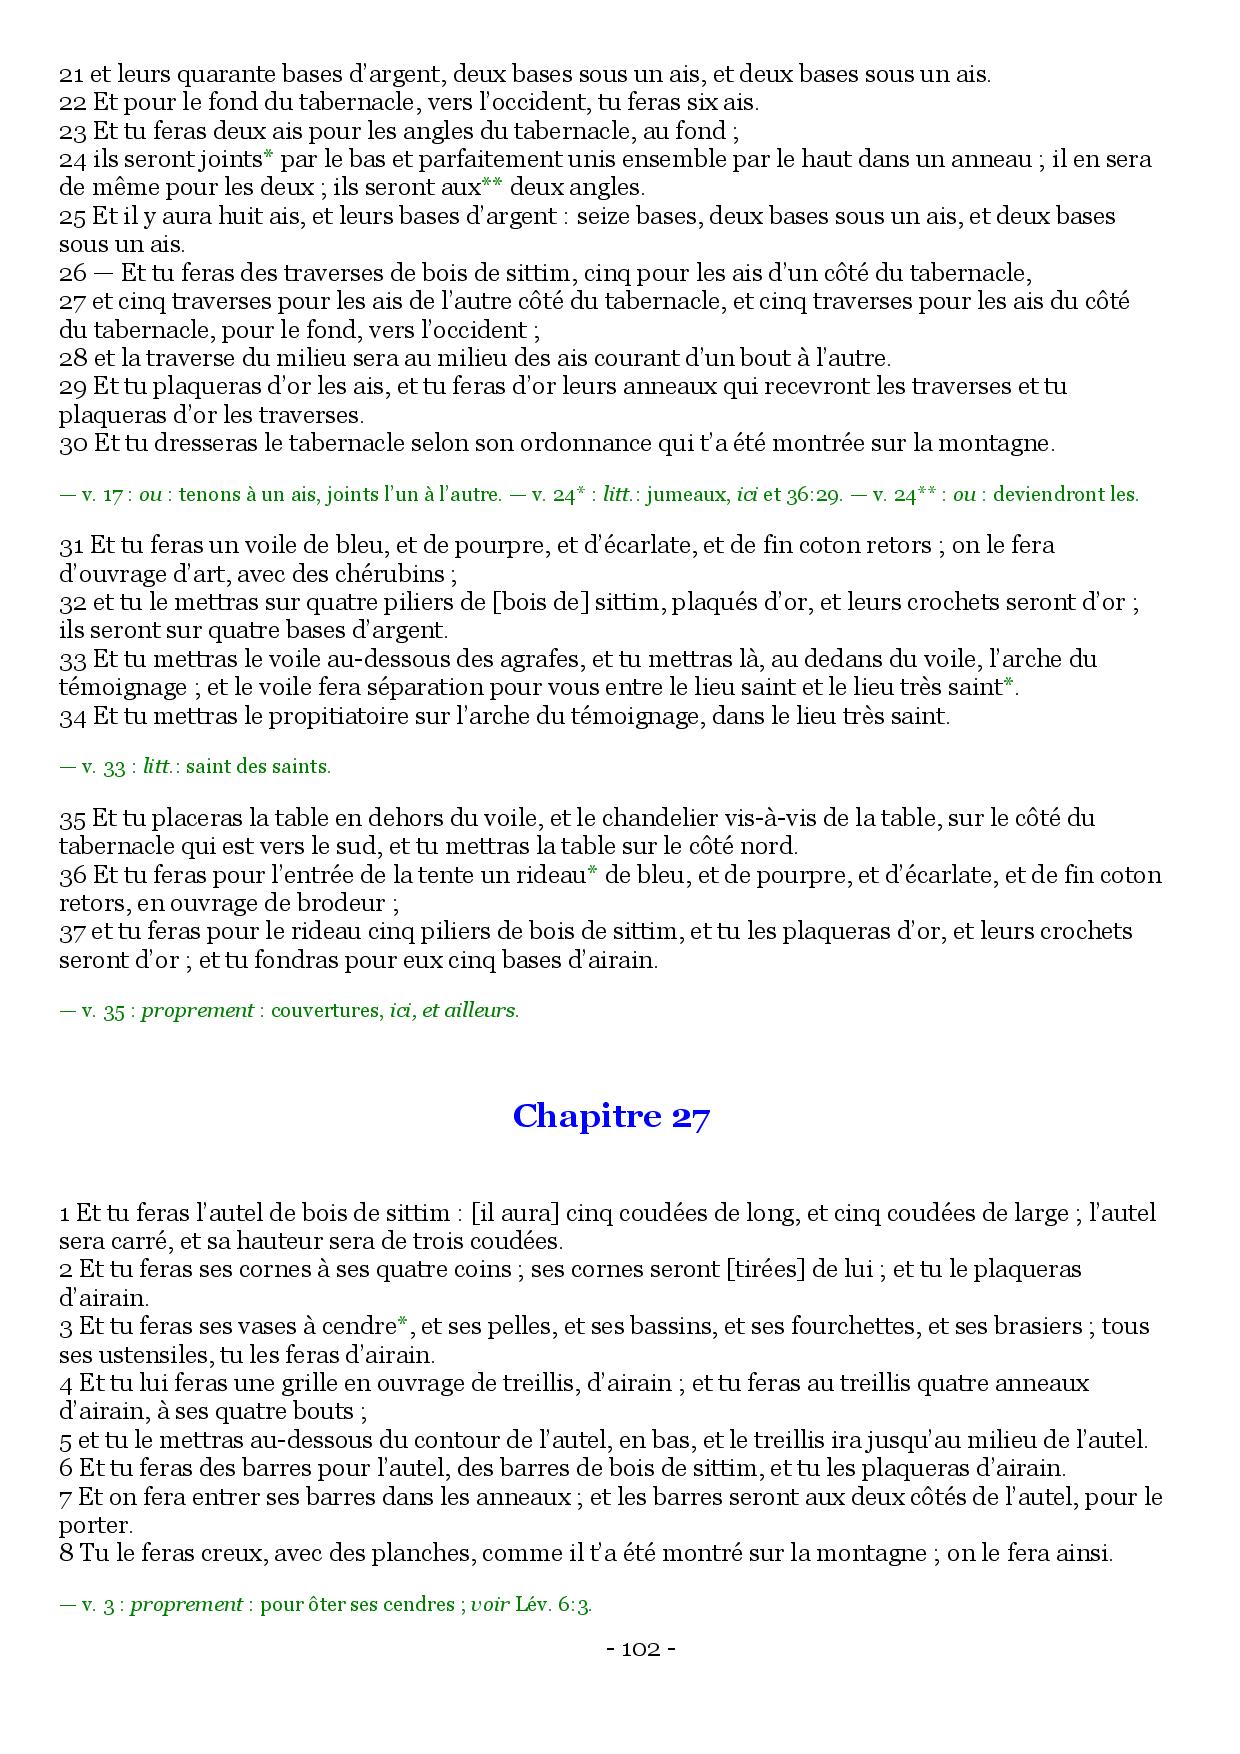 21 et leurs quarante bases d’argent, deux bases sous un ais, et deux bases sous un ais.
22 Et pour le fond du tabernacle, vers l’occident, tu feras six ais.
23 Et tu feras deux ais pour les angles du tabernacle, au fond ;
24 ils seront joints* par le bas et parfaitement unis ensemble par le haut dans un anneau ; il en sera
de même pour les deux ; ils seront aux** deux angles.
25 Et il y aura huit ais, et leurs bases d’argent : seize bases, deux bases sous un ais, et deux bases
sous un ais.
26 — Et tu feras des traverses de bois de sittim, cinq pour les ais d’un côté du tabernacle,
27 et cinq traverses pour les ais de l’autre côté du tabernacle, et cinq traverses pour les ais du côté
du tabernacle, pour le fond, vers l’occident ;
28 et la traverse du milieu sera au milieu des ais courant d’un bout à l’autre.
29 Et tu plaqueras d’or les ais, et tu feras d’or leurs anneaux qui recevront les traverses et tu
plaqueras d’or les traverses.
30 Et tu dresseras le tabernacle selon son ordonnance qui t’a été montrée sur la montagne.
— v. 17 : ou : tenons à un ais, joints l’un à l’autre. — v. 24* : litt.: jumeaux, ici et 36:29. — v. 24** : ou : deviendront les.
31 Et tu feras un voile de bleu, et de pourpre, et d’écarlate, et de fin coton retors ; on le fera
d’ouvrage d’art, avec des chérubins ;
32 et tu le mettras sur quatre piliers de [bois de] sittim, plaqués d’or, et leurs crochets seront d’or ;
ils seront sur quatre bases d’argent.
33 Et tu mettras le voile au-dessous des agrafes, et tu mettras là, au dedans du voile, l’arche du
témoignage ; et le voile fera séparation pour vous entre le lieu saint et le lieu très saint*.
34 Et tu mettras le propitiatoire sur l’arche du témoignage, dans le lieu très saint.
— v. 33 : litt.: saint des saints.
35 Et tu placeras la table en dehors du voile, et le chandelier vis-à-vis de la table, sur le côté du
tabernacle qui est vers le sud, et tu mettras la table sur le côté nord.
36 Et tu feras pour l’entrée de la tente un rideau* de bleu, et de pourpre, et d’écarlate, et de fin coton
retors, en ouvrage de brodeur ;
37 et tu feras pour le rideau cinq piliers de bois de sittim, et tu les plaqueras d’or, et leurs crochets
seront d’or ; et tu fondras pour eux cinq bases d’airain.
— v. 35 : proprement : couvertures, ici, et ailleurs.
Chapitre 27
1 Et tu feras l’autel de bois de sittim : [il aura] cinq coudées de long, et cinq coudées de large ; l’autel
sera carré, et sa hauteur sera de trois coudées.
2 Et tu feras ses cornes à ses quatre coins ; ses cornes seront [tirées] de lui ; et tu le plaqueras
d’airain.
3 Et tu feras ses vases à cendre*, et ses pelles, et ses bassins, et ses fourchettes, et ses brasiers ; tous
ses ustensiles, tu les feras d’airain.
4 Et tu lui feras une grille en ouvrage de treillis, d’airain ; et tu feras au treillis quatre anneaux
d’airain, à ses quatre bouts ;
5 et tu le mettras au-dessous du contour de l’autel, en bas, et le treillis ira jusqu’au milieu de l’autel.
6 Et tu feras des barres pour l’autel, des barres de bois de sittim, et tu les plaqueras d’airain.
7 Et on fera entrer ses barres dans les anneaux ; et les barres seront aux deux côtés de l’autel, pour le
porter.
8 Tu le feras creux, avec des planches, comme il t’a été montré sur la montagne ; on le fera ainsi.
— v. 3 : proprement : pour ôter ses cendres ; voir Lév. 6:3.
- 102 -